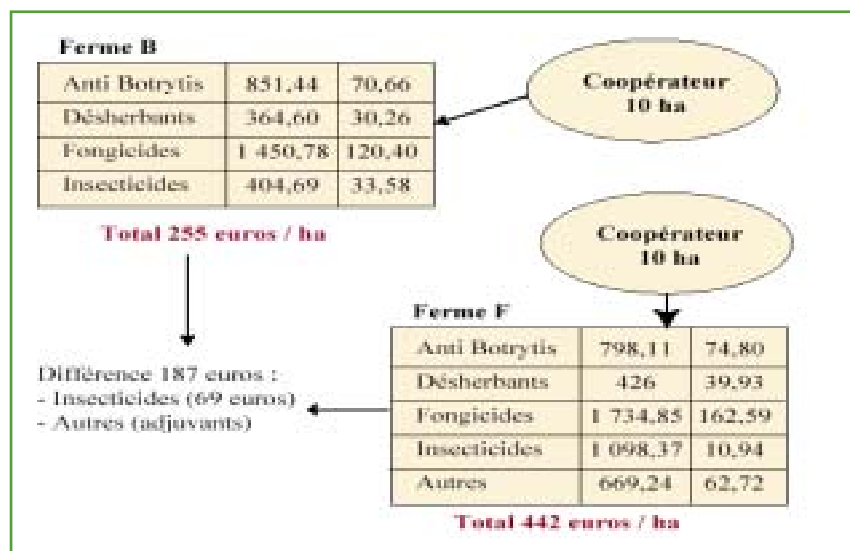 Ferme B
Anti Botrytis 851,44 70,66
Désherbants 364,60 30,26
Fongicides 1 450,78 120,40
Insecticides 404,69 33,58
Total 255 euros / ha
Coopérateur
10 ha
Coopérateur
10 ha
Ferme F
Anti Botrytis 798,11 74,80
Désherbants 426 39,93
Fongicides 1 734,85 162,59
Insecticides 1 098,37 10,94
Autres 669,24 62,72
Total 442 euros / ha
Différence 187 euros :
- Insecticides (69 euros)
- Autres (adjuvants)